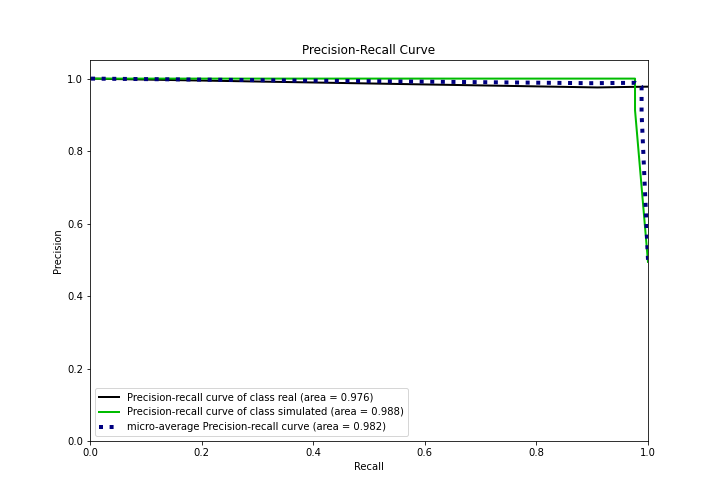 Precision-Recall Curve
1.0
0.8
0.6
0.4
0.2
0.0
Precision
Precision-recall curve of class real (area = 0.976)
Precision-recall curve of class simulated (area = 0.988)
micro-average Precision-recall curve (area = 0.982)
0.0 0.2 0.4 0.6 0.8 1.0
Recall